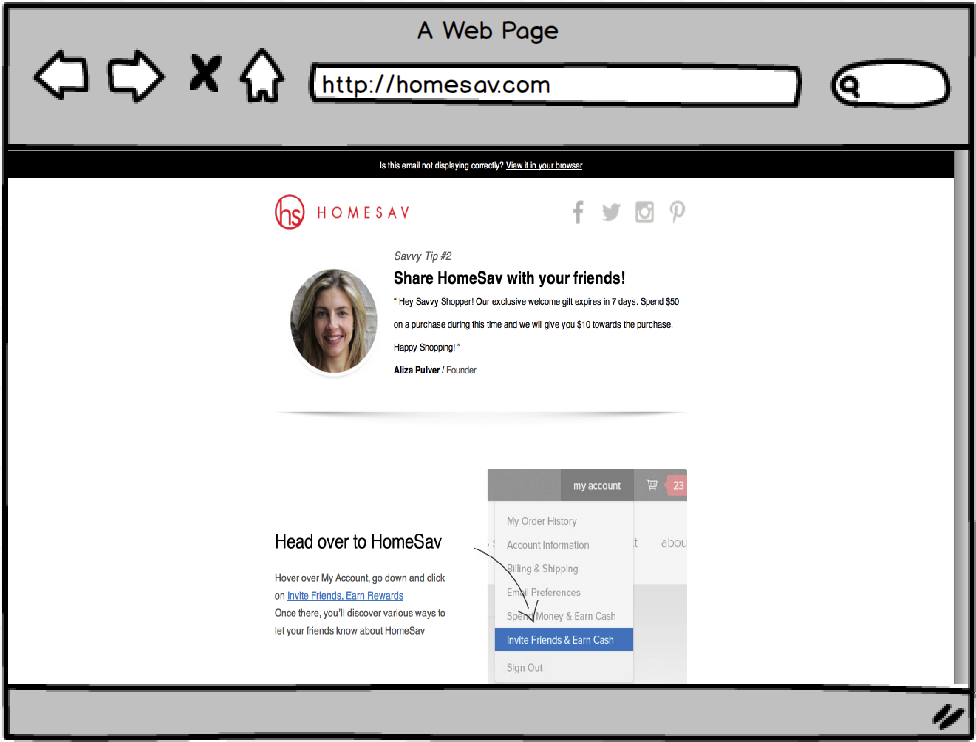 A Web Page
http://homesav.com
Is this email not displaying correctly? View it in your browser
hs HOMESAV
Savvy Tip #2
Share HomeSav with your friends!
" Hey Savvy Shopper! Our exclusive welcome gift expires in 7 days. Spend $50
on a purchase during this time and we will give you $10 towards the purchase.
Happy Shopping! "
Aliza Pulver / Founder
my account 23
My Order History
Account Information
abou
Billing & Shipping
Email Preferences
Spend Money & Earn Cash
Invite Friends & Earn Cash
Sign Out
Head over to HomeSav
Hover over My Account, go down and click
on Invite Friends, Earn Rewards
Once there, you'll discover various ways to
let your friends know about HomeSav